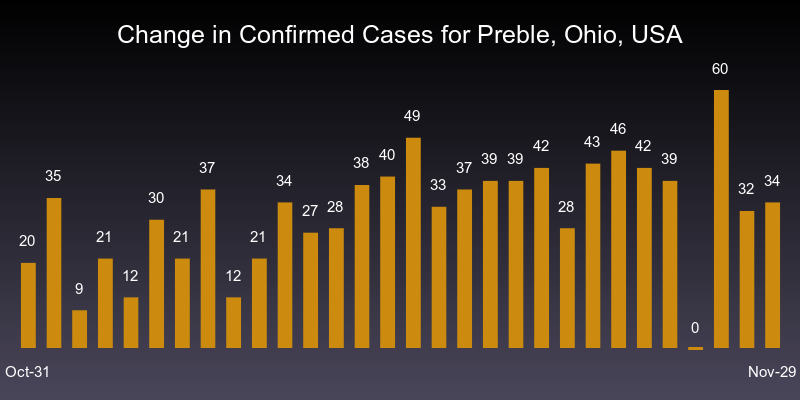 Change in Confirmed Cases for Preble, Ohio, USA
20 35 9 21 12 30 21 37 12 21 34 27 28 38 40 49 33 37 39 39 42 28 43 46 42 39 0 60 32 34
Oct-31 Nov-29